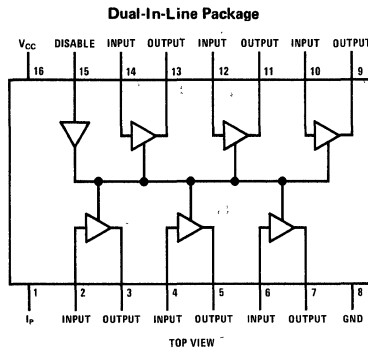 Dual-In-Line Package
VCC DISABLE INPUT OUTPUT INPUT OUTPUT INPUT OUTPUT
16 15 14 13 12 11 10 9
1 2 3 4 5 6 7 8
IP INPUT OUTPUT INPUT OUTPUT INPUT OUTPUT GND
TOP VIEW